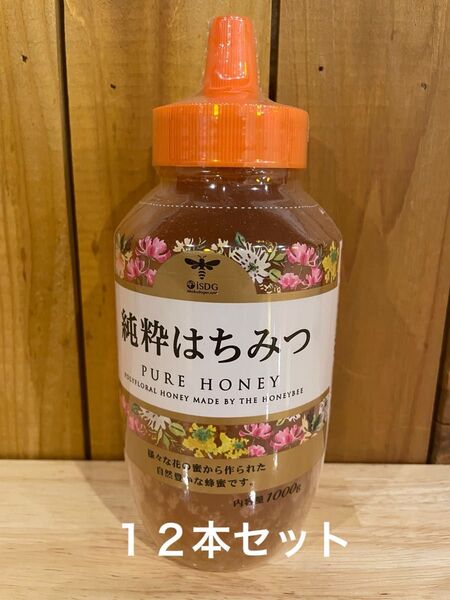 iSDG
純粋はちみつ
PURE HONEY
POLYFLORAL HONEY MADE BY THE HONEYBEE
様々な花の蜜から作られた
自然豊かな蜂蜜です。
内容量1000g
12本セット